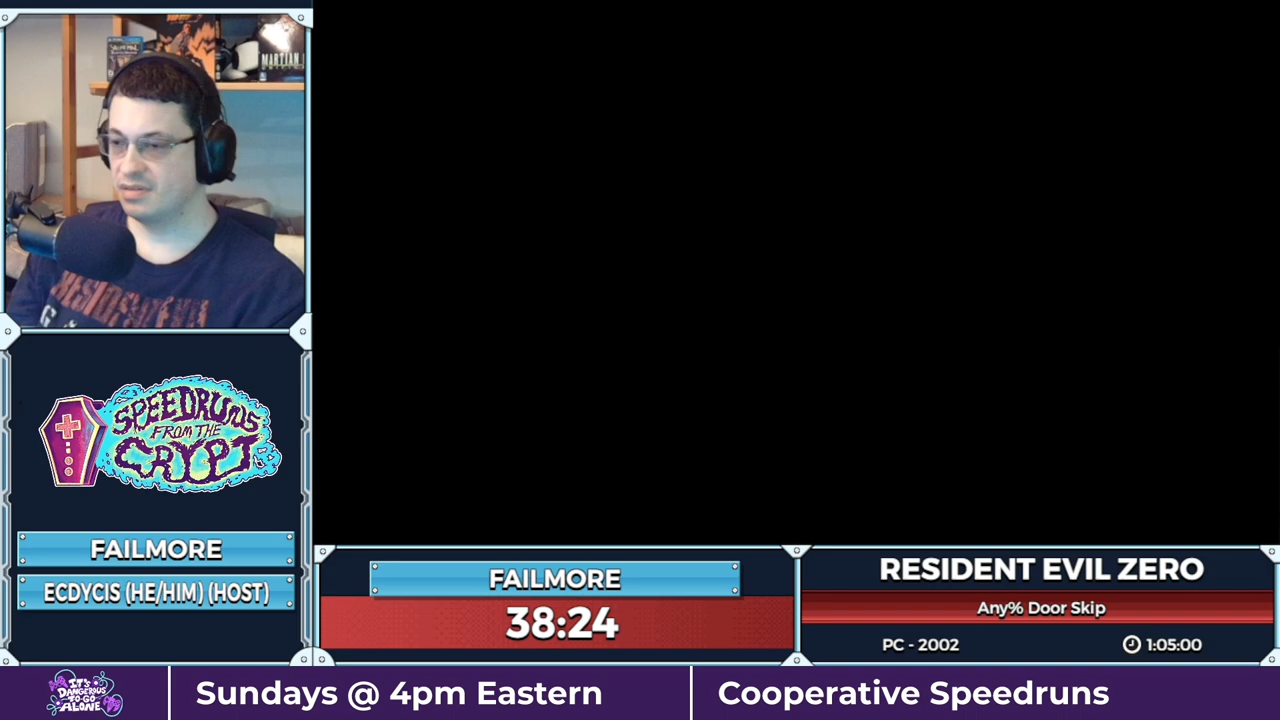 MARTIAN
SPEEDRUNS
FROM THE
CRYPT
FAILMORE
ECDYCIS (HE/HIM) (HOST)
FAILMORE
38:24
RESIDENT EVIL ZERO
Any% Door Skip
PC - 2002
1:05:00
IT'S
DANGEROUS
TO GO
ALONE
Sundays @ 4pm Eastern
Cooperative Speedruns